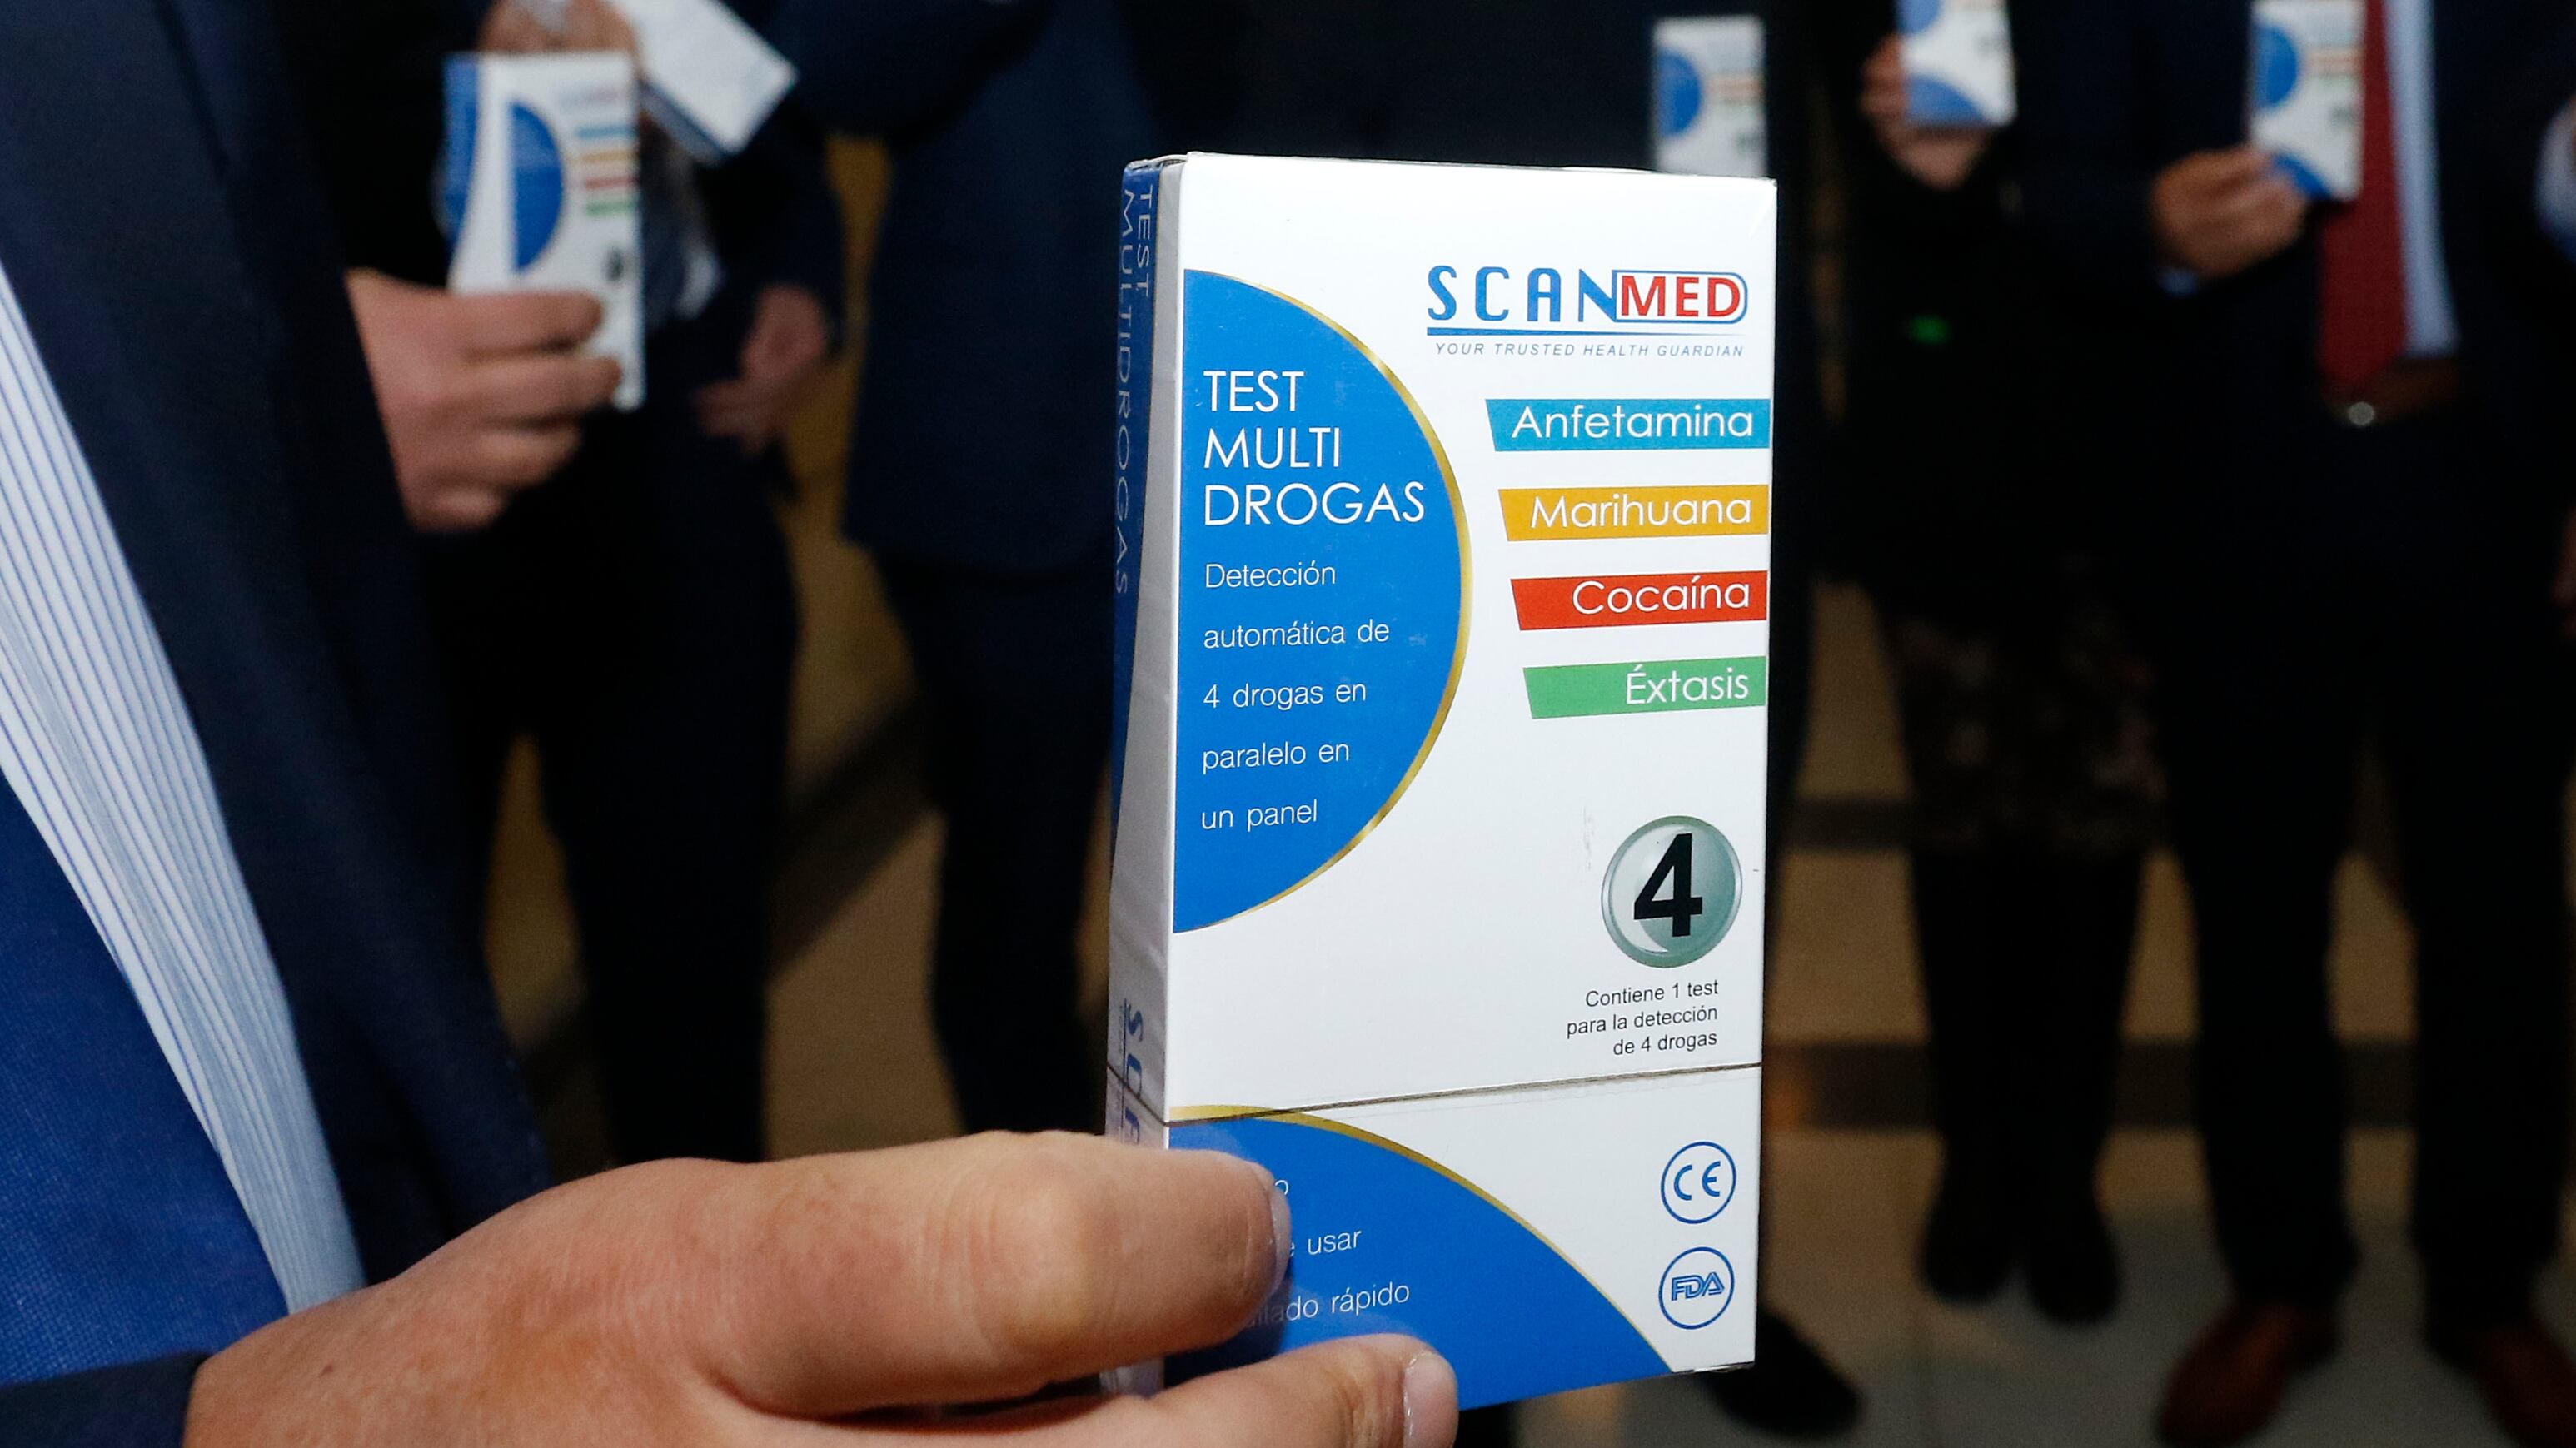 TEST MULTIDROGAS
SCANMED
YOUR TRUSTED HEALTH GUARDIAN
TEST
MULTI
DROGAS
Detección
automática de
4 drogas en
paralelo en
un panel
Anfetamina
Marihuana
Cocaína
Éxtasis
4
Contiene 1 test
para la detección
de 4 drogas
usar
rápido
CE
FDA